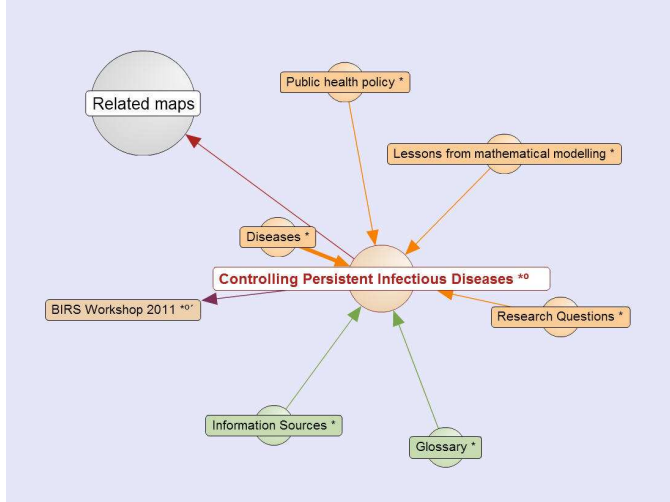 Public health policy *
Related maps
Lessons from mathematical modelling *
Diseases *
Controlling Persistent Infectious Diseases *º
BIRS Workshop 2011 *º´
Research Questions *
Information Sources *
Glossary *